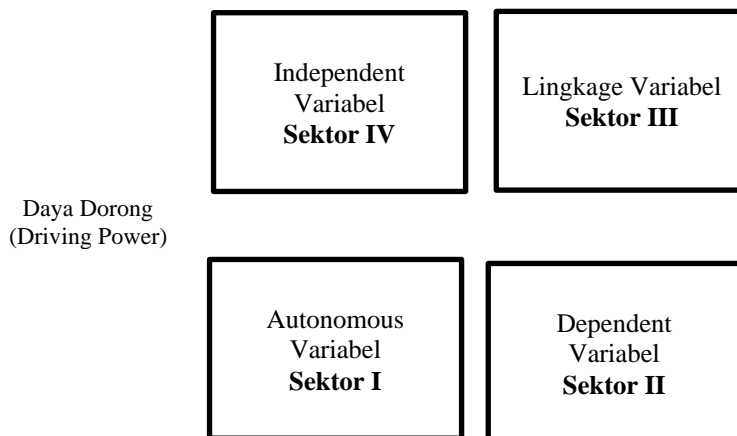 Independent
Variabel
Sektor IV
Lingkage Variabel
Sektor III
Daya Dorong
(Driving Power)
Autonomous
Variabel
Sektor I
Dependent
Variabel
Sektor II